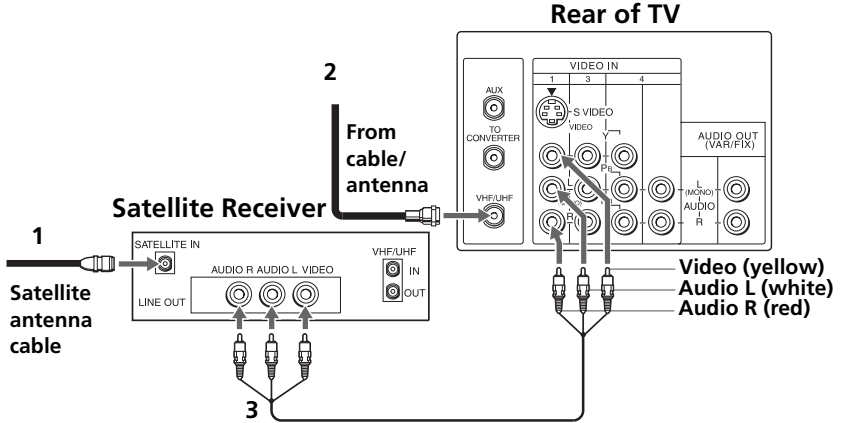 Rear of TV
2
From
cable/
antenna
VIDEO IN
1 3 4
AUX
TO
CONVERTER
VHF/UHF
S VIDEO
VIDEO
Y
PB
L
R
AUDIO OUT
(VAR/FIX)
L
(MONO)
AUDIO
R
Satellite Receiver
1
Satellite
antenna
cable
SATELLITE IN
AUDIO R AUDIO L VIDEO
LINE OUT
VHF/UHF
IN
OUT
3
Video (yellow)
Audio L (white)
Audio R (red)